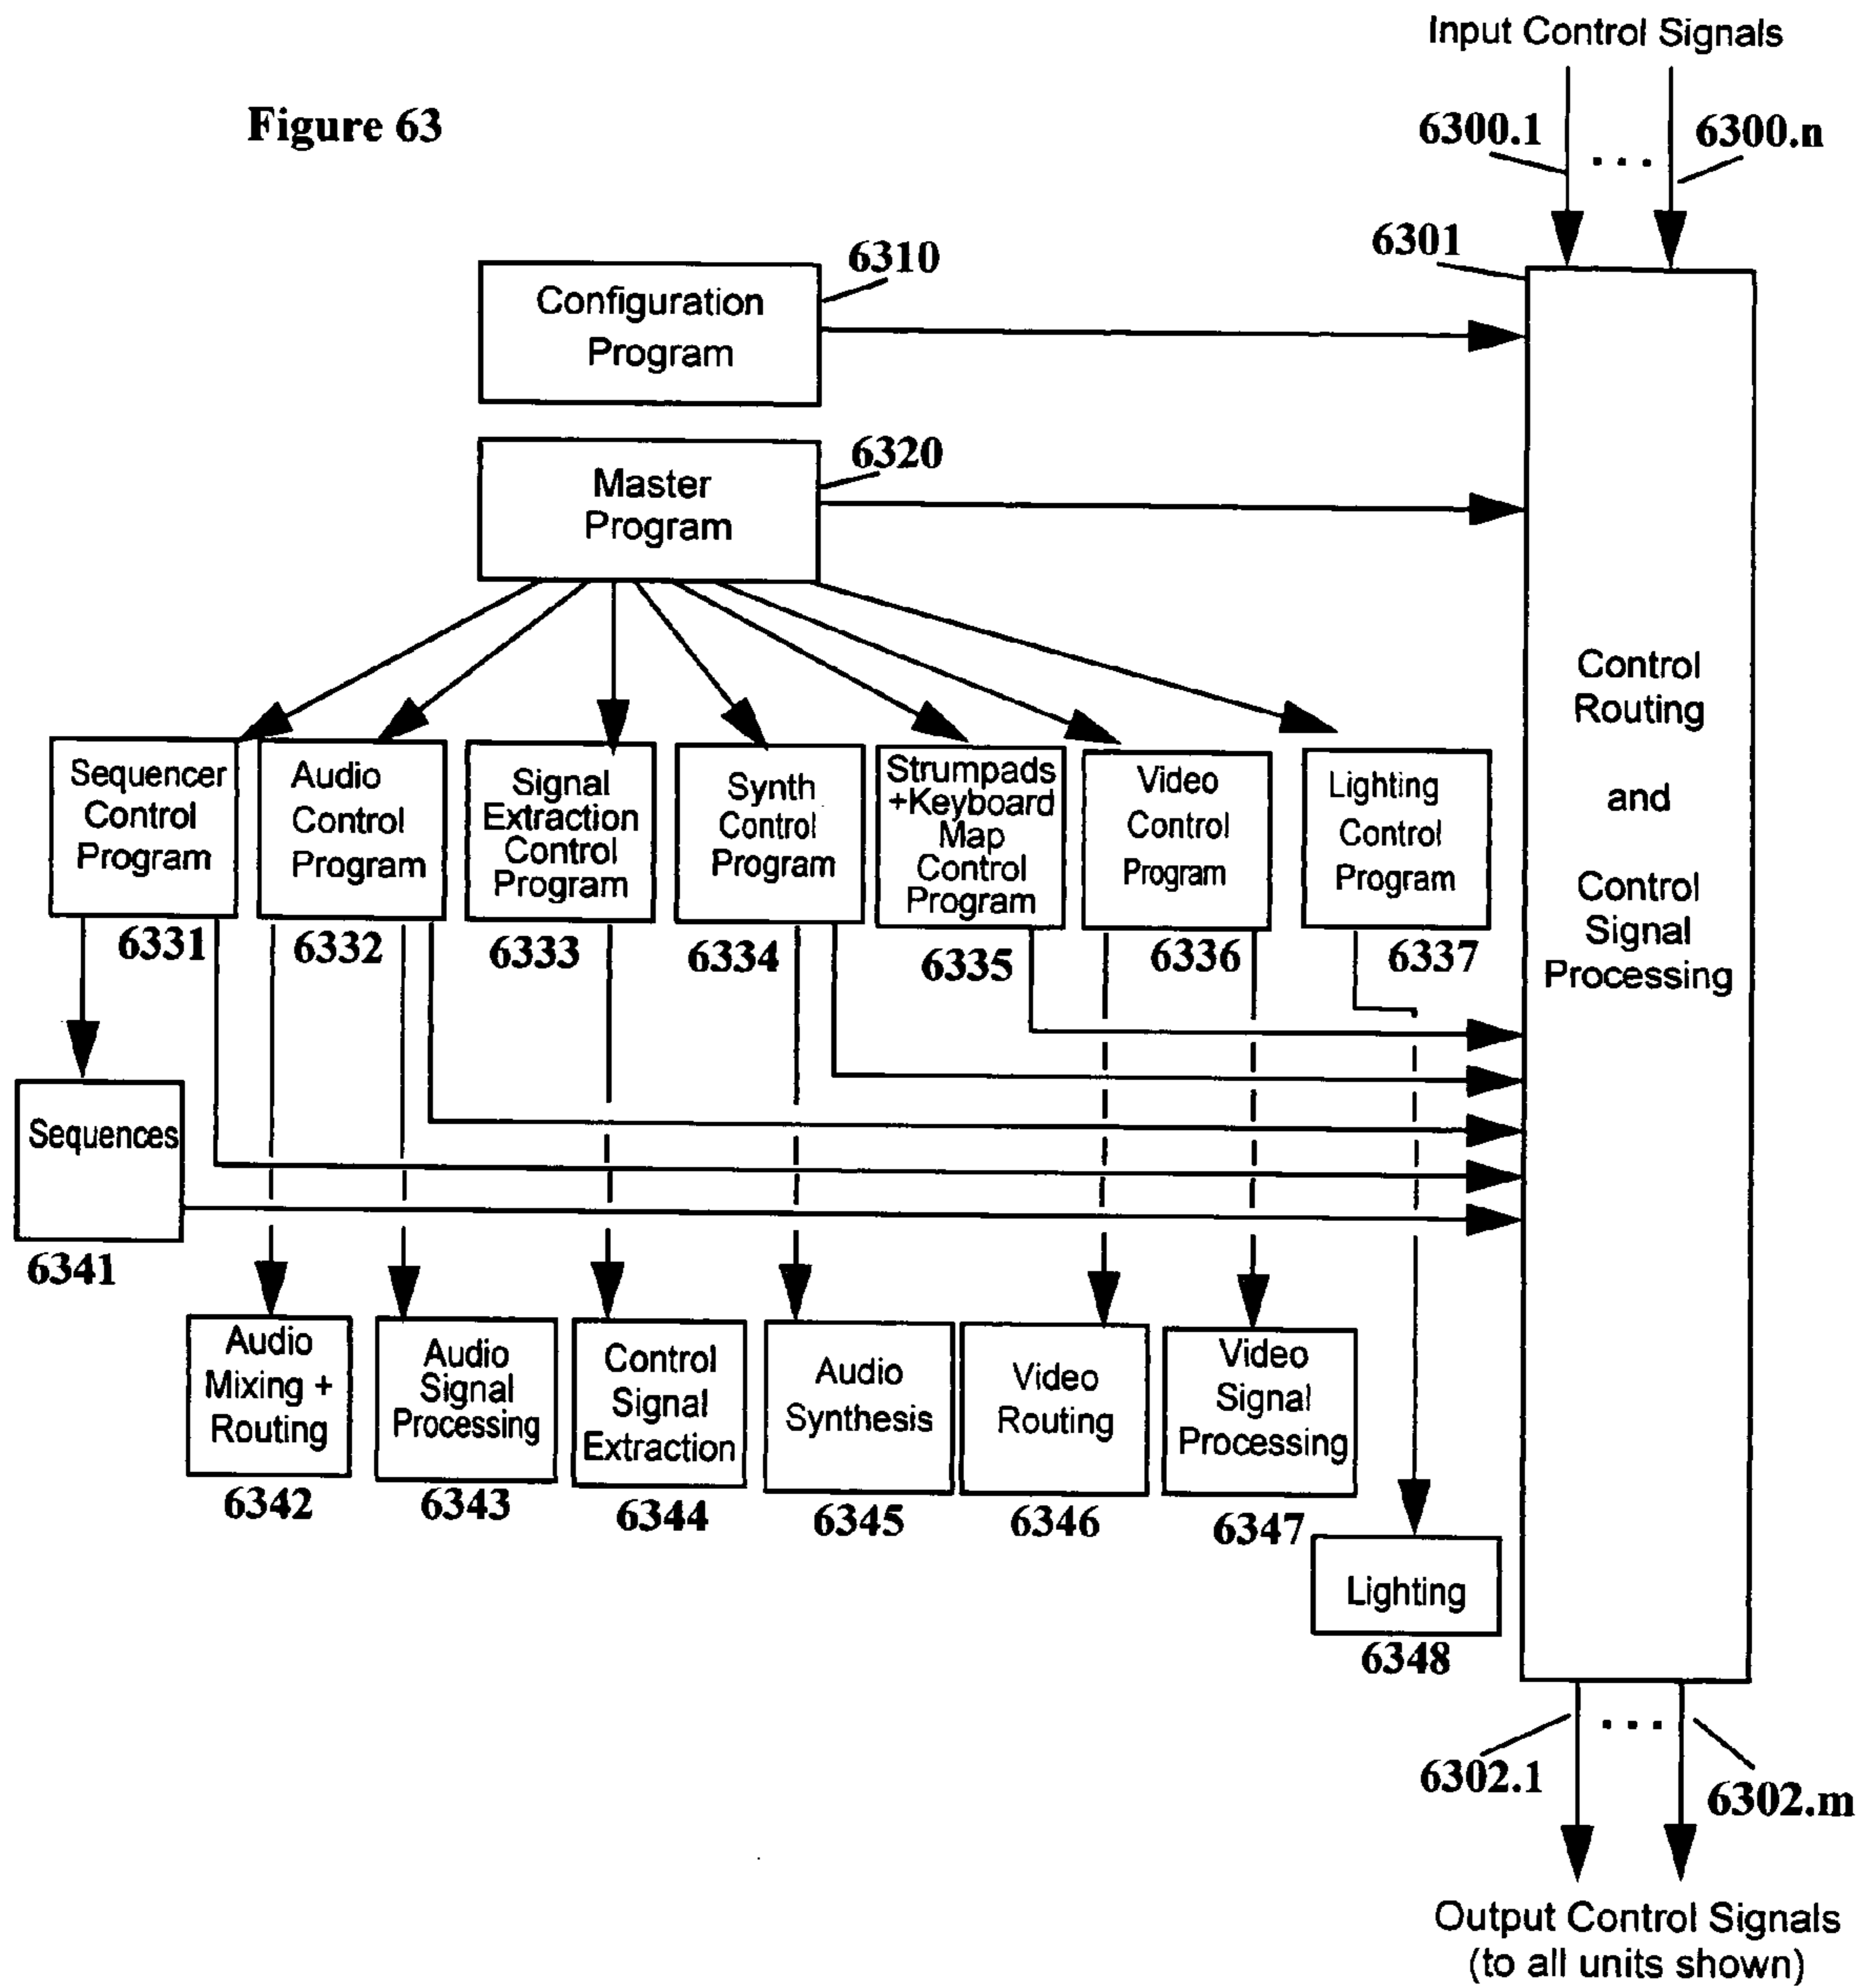 Input Control Signals
Figure 63
6300.1
...
6300.n
6301
6310
Configuration
Program
6320
Master
Program
Control
Routing
and
Control
Signal
Processing
Sequencer
Control
Program
6331
Audio
Control
Program
6332
Signal
Extraction
Control
Program
6333
Synth
Control
Program
6334
Strumpads
+Keyboard
Map
Control
Program
6335
Video
Control
Program
6336
Lighting
Control
Program
6337
Sequences
6341
Audio
Mixing +
Routing
6342
Audio
Signal
Processing
6343
Control
Signal
Extraction
6344
Audio
Synthesis
6345
Video
Routing
6346
Video
Signal
Processing
6347
Lighting
6348
6302.1
...
6302.m
Output Control Signals
(to all units shown)